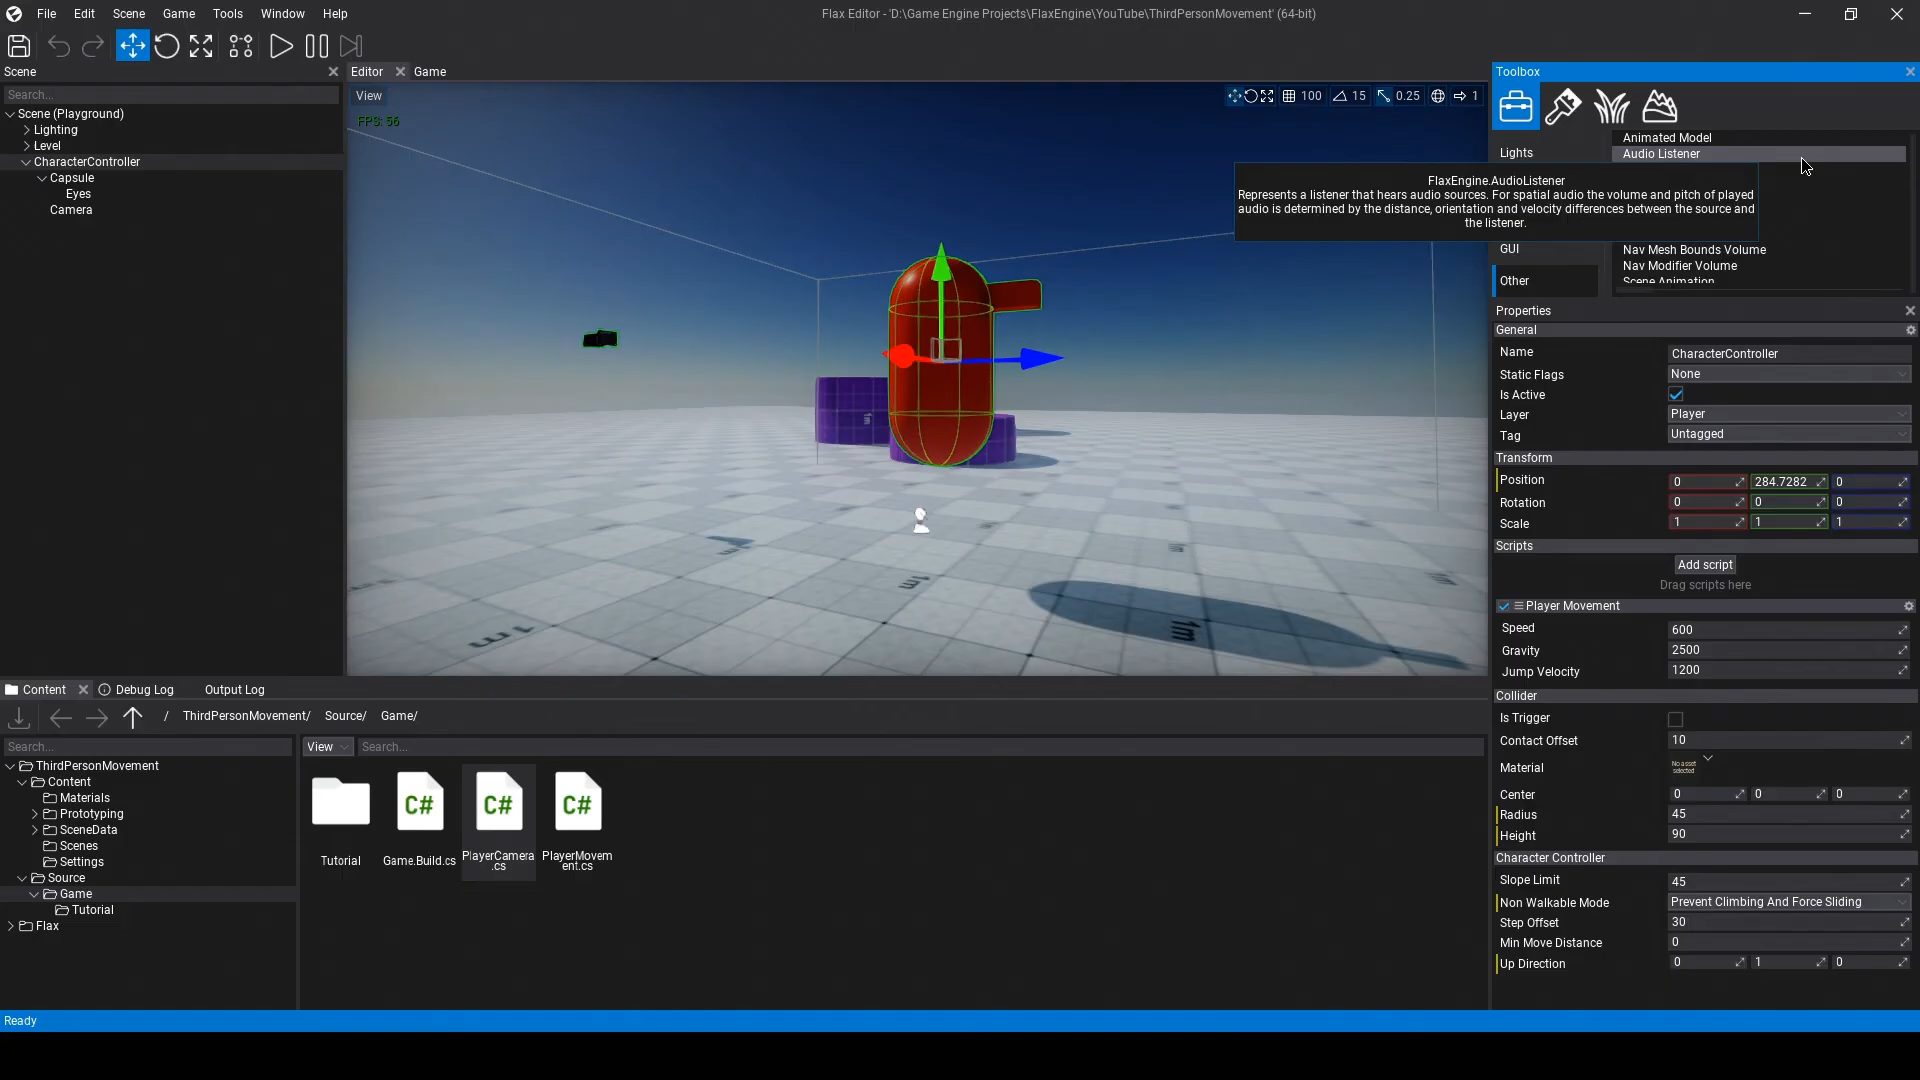 File Edit Scene Game Tools Window Help
Flax Editor - 'D:\Game Engine Projects\FlaxEngine\YouTube\ThirdPersonMovement' (64-bit)
Scene
Search...
Scene (Playground)
Lighting
Level
CharacterController
Capsule
Eyes
Camera
Editor
Game
View
FPS: 56
100
15
0.25
1
1m
1m
1m
Toolbox
Lights
GUI
Other
Animated Model
Audio Listener
FlaxEngine.AudioListener
Represents a listener that hears audio sources. For spatial audio the volume and pitch of played
audio is determined by the distance, orientation and velocity differences between the source and
the listener.
Nav Mesh Bounds Volume
Nav Modifier Volume
Scene Animation
Properties
General
Name CharacterController
Static Flags None
Is Active
Layer Player
Tag Untagged
Transform
Position 0 284.7282 0
Rotation 0 0 0
Scale 1 1 1
Scripts
Add script
Drag scripts here
Player Movement
Speed 600
Gravity 2500
Jump Velocity 1200
Collider
Is Trigger
Contact Offset 10
Material No asset selected
Center 0 0 0
Radius 45
Height 90
Character Controller
Slope Limit 45
Non Walkable Mode Prevent Climbing And Force Sliding
Step Offset 30
Min Move Distance 0
Up Direction 0 1 0
Content Debug Log Output Log
/ ThirdPersonMovement/ Source/ Game/
Search...
ThirdPersonMovement
Content
Materials
Prototyping
SceneData
Scenes
Settings
Source
Game
Tutorial
Flax
View
Search...
C# C# C#
Tutorial
Game.Build.cs
PlayerCamera
.cs
PlayerMovem
ent.cs
Ready